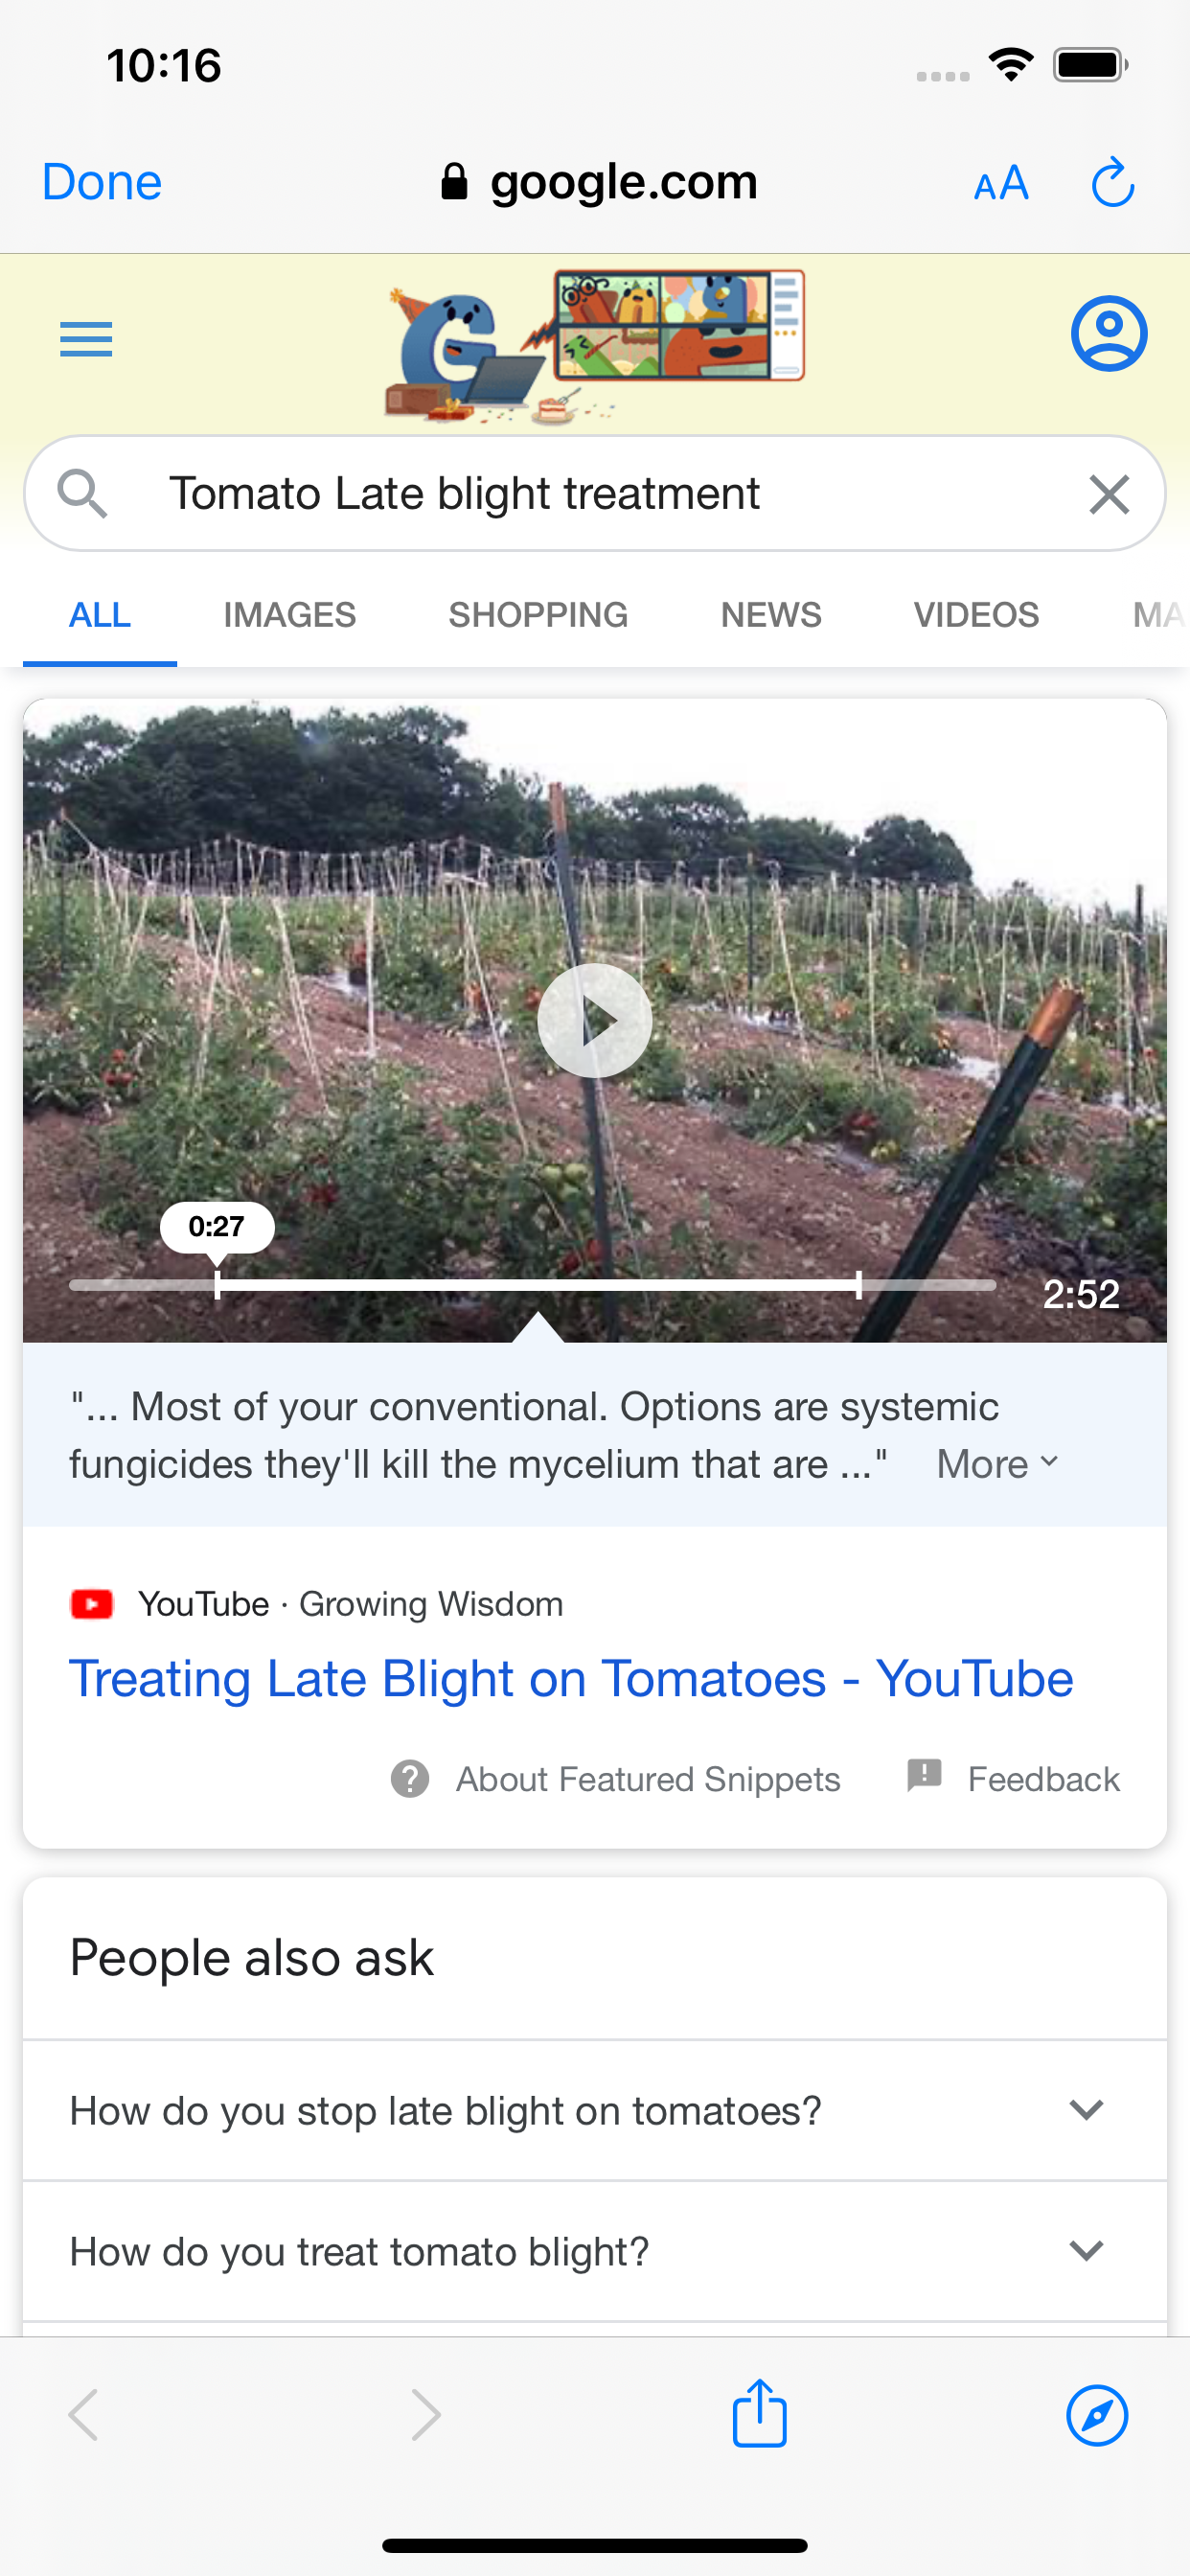 10:16
Done
google.com
AA
Tomato Late blight treatment
ALL IMAGES SHOPPING NEWS VIDEOS MA
0:27
2:52
"... Most of your conventional. Options are systemic
fungicides they'll kill the mycelium that are ..." More
YouTube · Growing Wisdom
Treating Late Blight on Tomatoes - YouTube
About Featured Snippets Feedback
People also ask
How do you stop late blight on tomatoes?
How do you treat tomato blight?